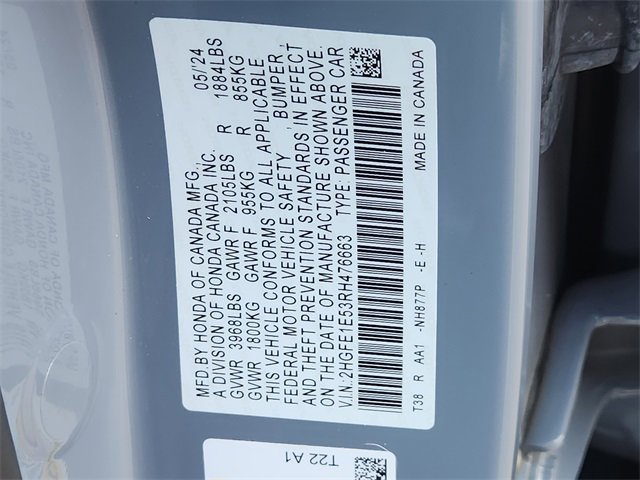 MFD.BY HONDA OF CANADA MFG., 05/24
A DIVISION OF HONDA CANADA INC.
GVWR 3968LBS GAWR F 2105LBS R 1884LBS
GVWR 1800KG GAWR F 955KG R 855KG
THIS VEHICLE CONFORMS TO ALL APPLICABLE
FEDERAL MOTOR VEHICLE SAFETY, BUMPER,
AND THEFT PREVENTION STANDARDS IN EFFECT
ON THE DATE OF MANUFACTURE SHOWN ABOVE.
V.I.N.:2HGFE1E53RH476663 TYPE:PASSENGER CAR
T38 R AA1 -NH877P -E-H MADE IN CANADA
T22 A1